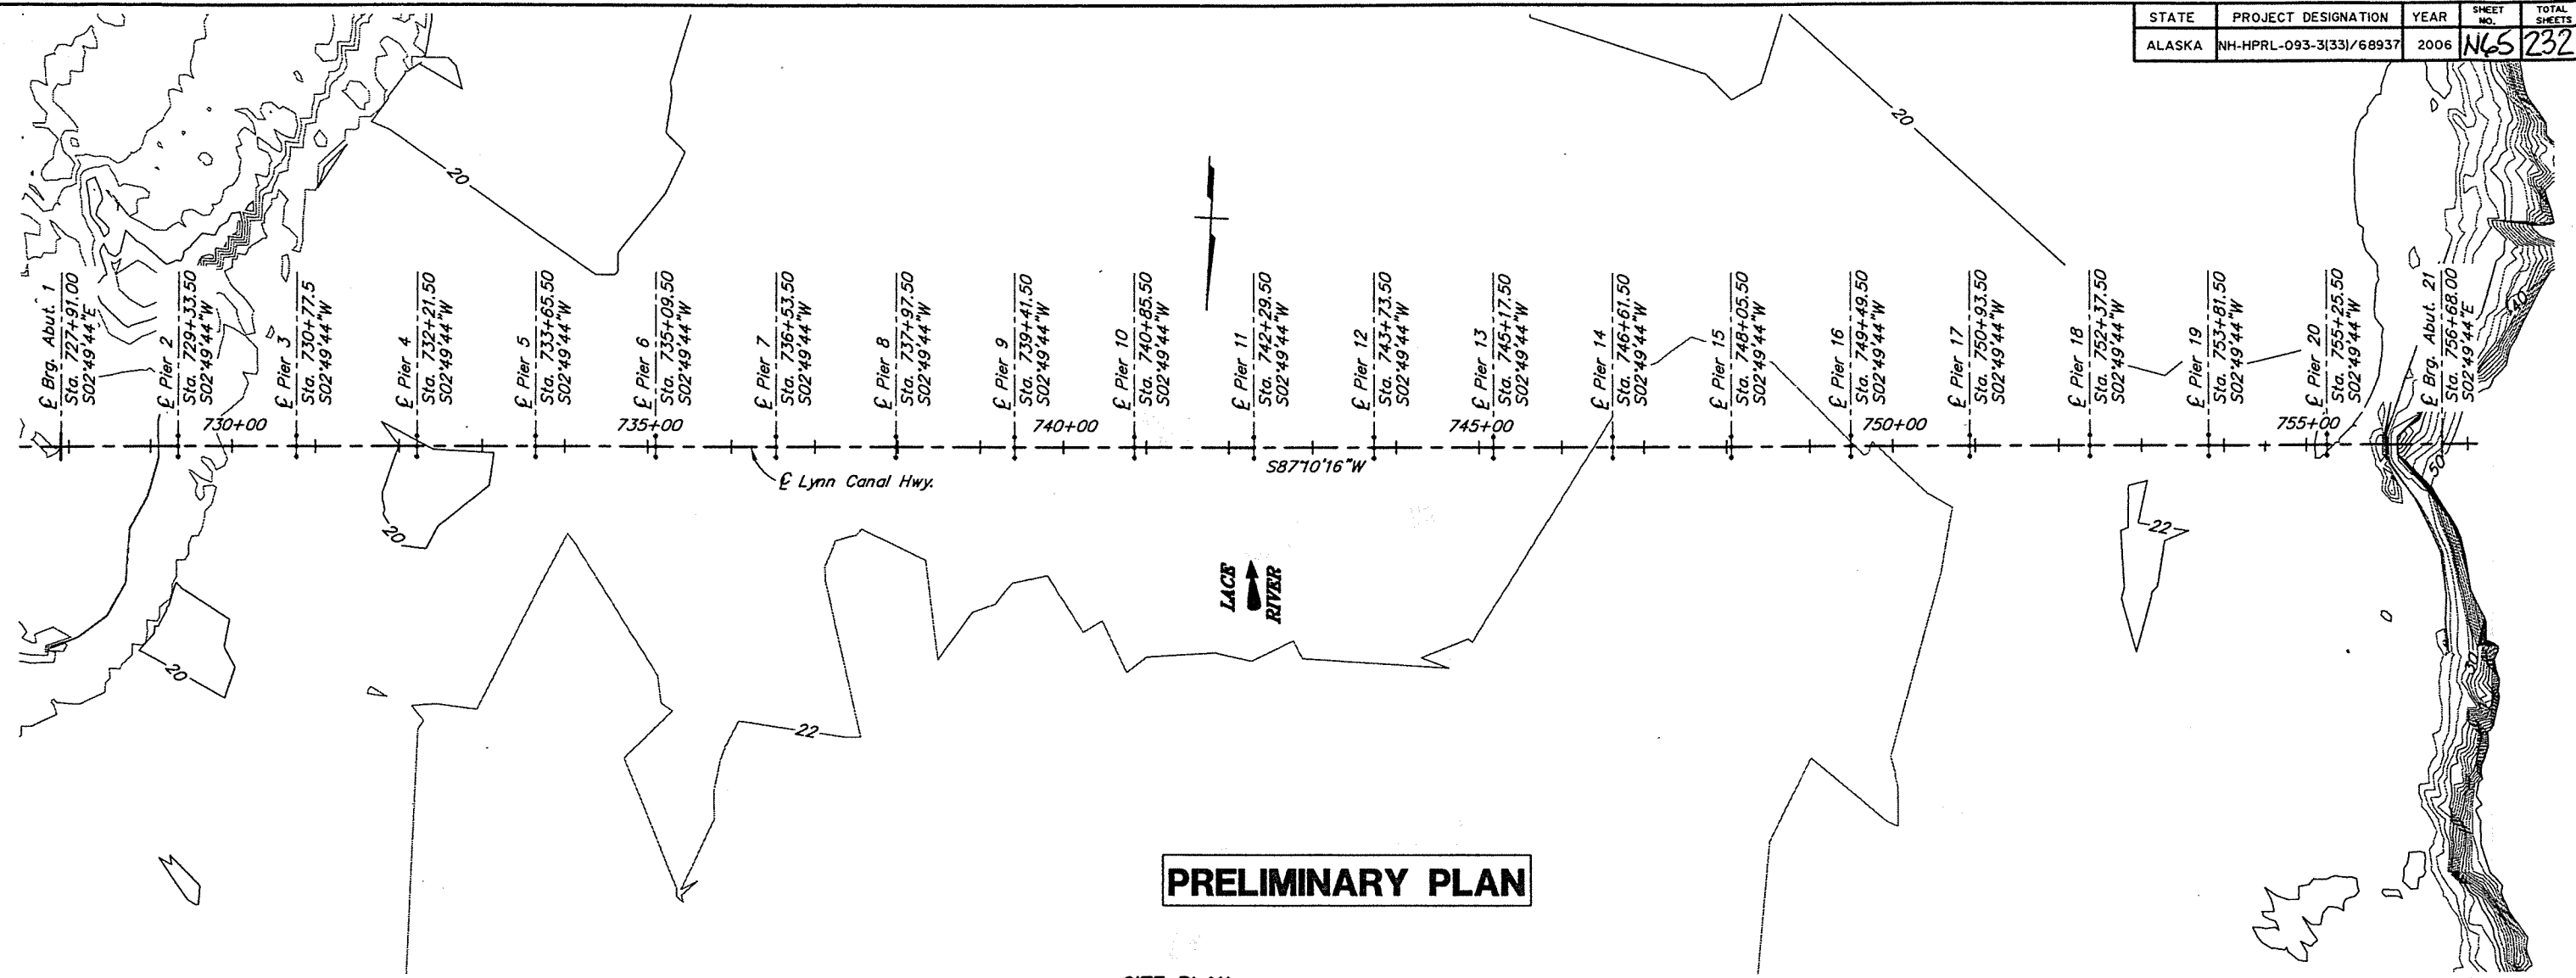 STATE PROJECT DESIGNATION YEAR SHEET NO. TOTAL SHEETS
ALASKA NH-HPRL-093-3(33)/68937 2006 N65 232
20
20
℄ Brg. Abut. 1
Sta. 727+91.00
S02°49'44"E
℄ Pier 2
Sta. 729+33.50
S02°49'44"W
℄ Pier 3
Sta. 730+77.5
S02°49'44"W
℄ Pier 4
Sta. 732+21.50
S02°49'44"W
℄ Pier 5
Sta. 733+65.50
S02°49'44"W
℄ Pier 6
Sta. 735+09.50
S02°49'44"W
℄ Pier 7
Sta. 736+53.50
S02°49'44"W
℄ Pier 8
Sta. 737+97.50
S02°49'44"W
℄ Pier 9
Sta. 739+41.50
S02°49'44"W
℄ Pier 10
Sta. 740+85.50
S02°49'44"W
℄ Pier 11
Sta. 742+29.50
S02°49'44"W
℄ Pier 12
Sta. 743+73.50
S02°49'44"W
℄ Pier 13
Sta. 745+17.50
S02°49'44"W
℄ Pier 14
Sta. 746+61.50
S02°49'44"W
℄ Pier 15
Sta. 748+05.50
S02°49'44"W
℄ Pier 16
Sta. 749+49.50
S02°49'44"W
℄ Pier 17
Sta. 750+93.50
S02°49'44"W
℄ Pier 18
Sta. 752+37.50
S02°49'44"W
℄ Pier 19
Sta. 753+81.50
S02°49'44"W
℄ Pier 20
Sta. 755+25.50
S02°49'44"W
℄ Brg. Abut. 21
Sta. 756+68.00
S02°49'44"E
40
730+00
735+00
740+00
745+00
750+00
755+00
S87°10'16"W
50
℄ Lynn Canal Hwy.
20
22
LACE
RIVER
20
30
22
PRELIMINARY PLAN